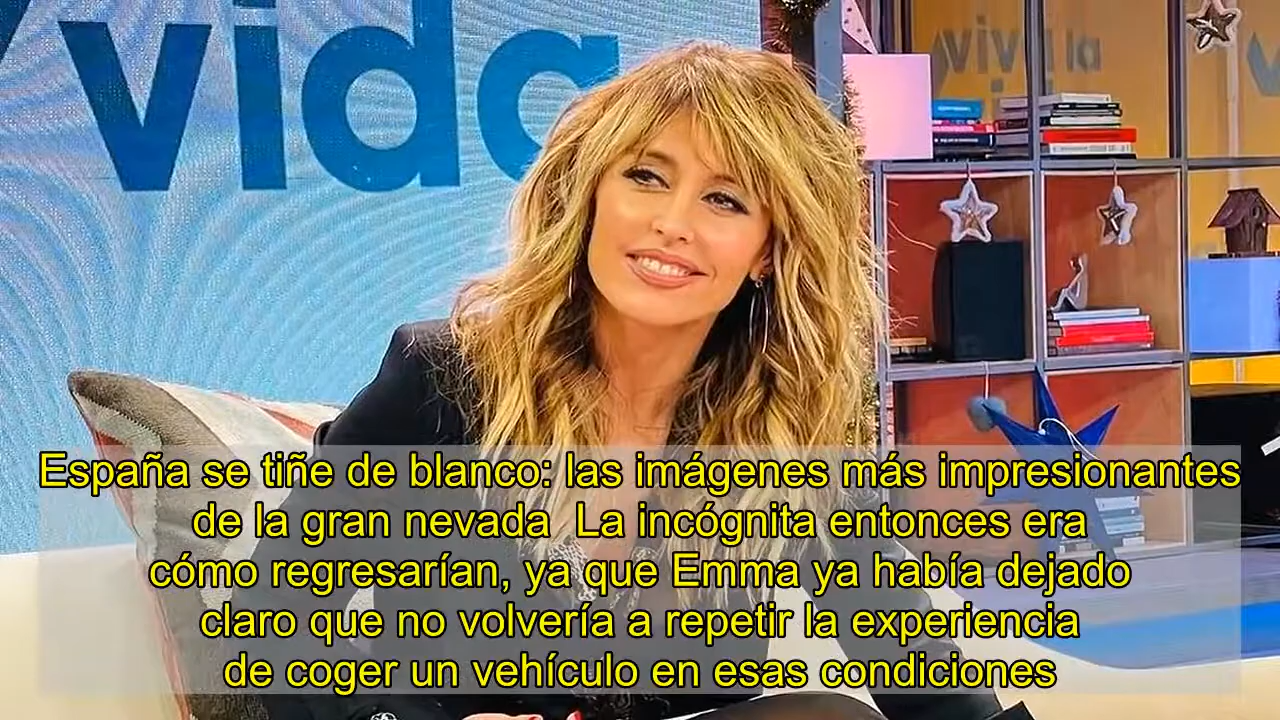 vida
viva la
España se tiñe de blanco: las imágenes más impresionantes
de la gran nevada  La incógnita entonces era
cómo regresarían, ya que Emma ya había dejado
claro que no volvería a repetir la experiencia
de coger un vehículo en esas condiciones